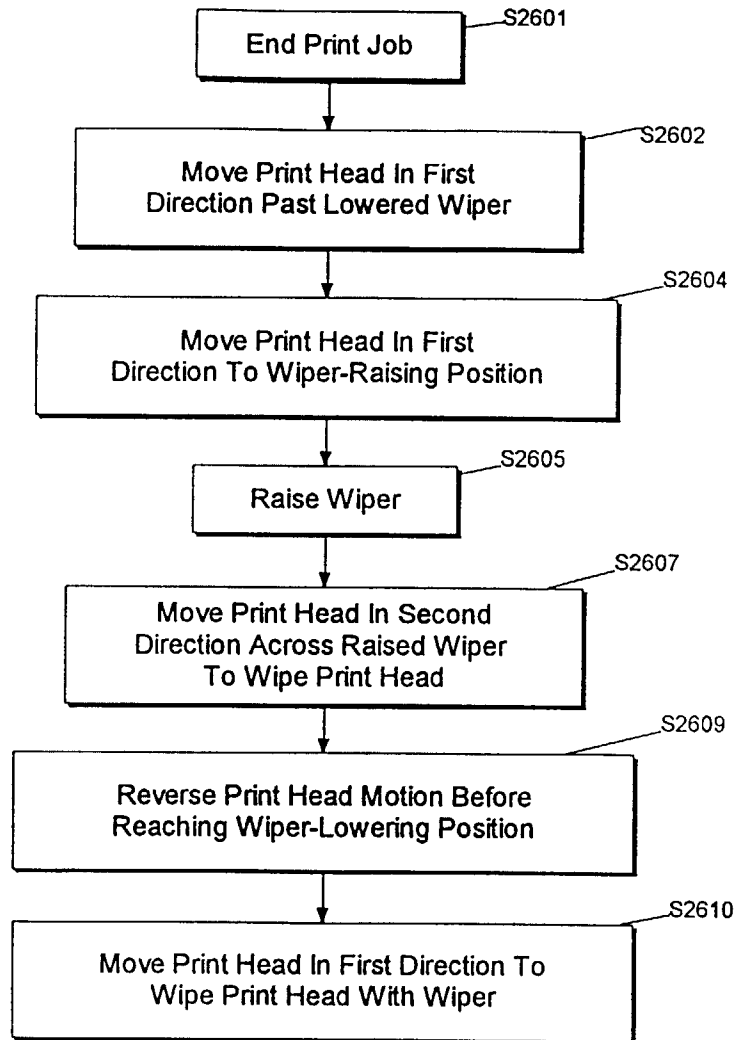 S2601
End Print Job
S2602
Move Print Head In First
Direction Past Lowered Wiper
S2604
Move Print Head In First
Direction To Wiper-Raising Position
S2605
Raise Wiper
S2607
Move Print Head In Second
Direction Across Raised Wiper
To Wipe Print Head
S2609
Reverse Print Head Motion Before
Reaching Wiper-Lowering Position
S2610
Move Print Head In First Direction To
Wipe Print Head With Wiper